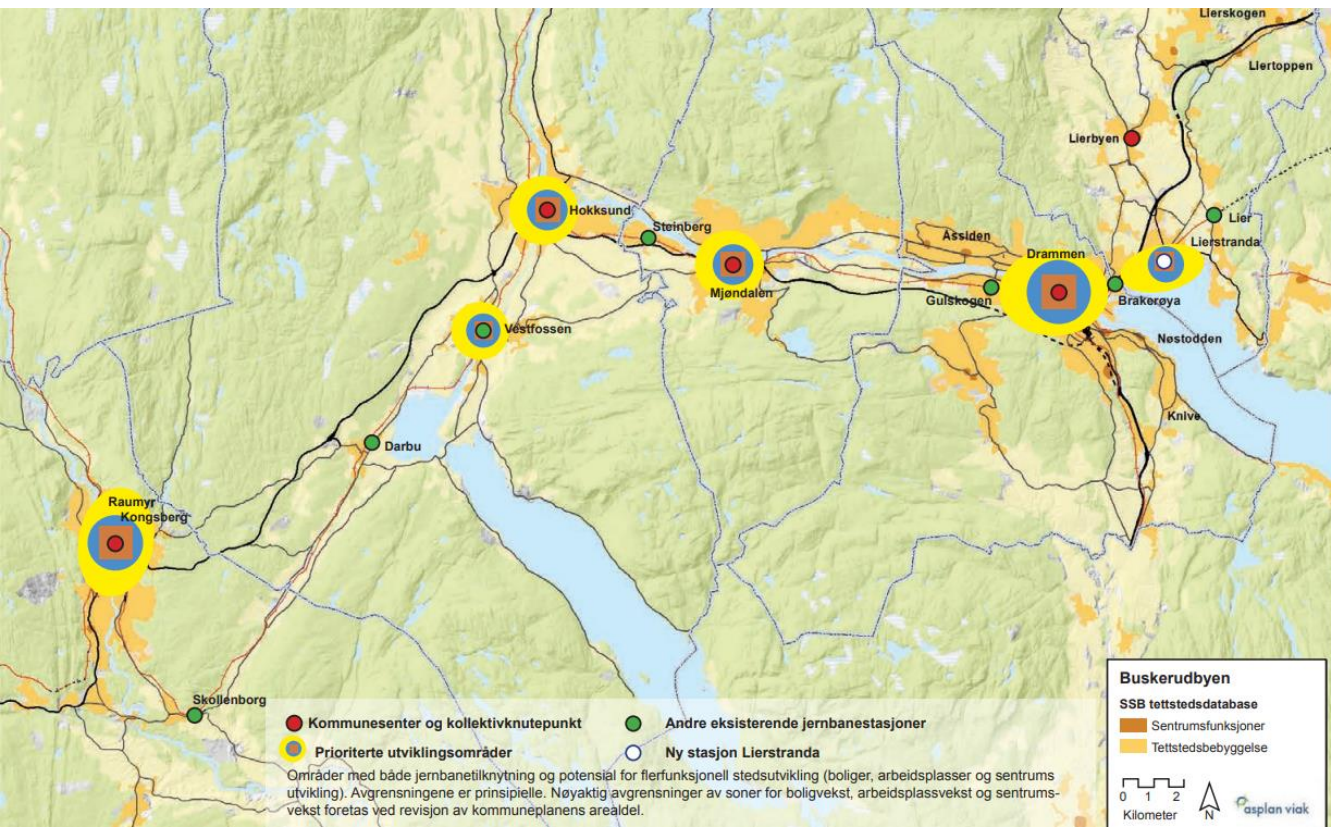 Lierskogen
Liertoppen
Lierbyen
Lier
Lierstranda
Hokksund
Steinberg
Åssiden
Drammen
Mjøndalen
Gulskogen
Brakerøya
Vestfossen
Nøstodden
Knive
Darbu
Raumyr
Kongsberg
Skollenborg
Kommunesenter og kollektivknutepunkt
Andre eksisterende jernbanestasjoner
Prioriterte utviklingsområder
Ny stasjon Lierstranda
Områder med både jernbanetilknytning og potensial for flerfunksjonell stedsutvikling (boliger, arbeidsplasser og sentrums
utvikling). Avgrensningene er prinsipielle. Nøyaktig avgrensninger av soner for boligvekst, arbeidsplassvekst og sentrums-
vekst foretas ved revisjon av kommuneplanens arealdel.
Buskerudbyen
SSB tettstedsdatabase
Sentrumsfunksjoner
Tettstedsbebyggelse
0 1 2
Kilometer
N
asplan viak